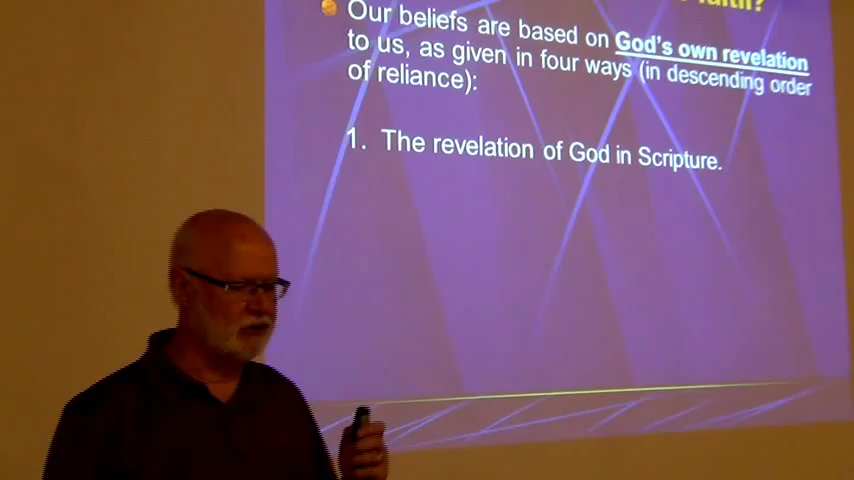 faith?
Our beliefs are based on God's own revelation
to us, as given in four ways (in descending order
of reliance):
1. The revelation of God in Scripture.